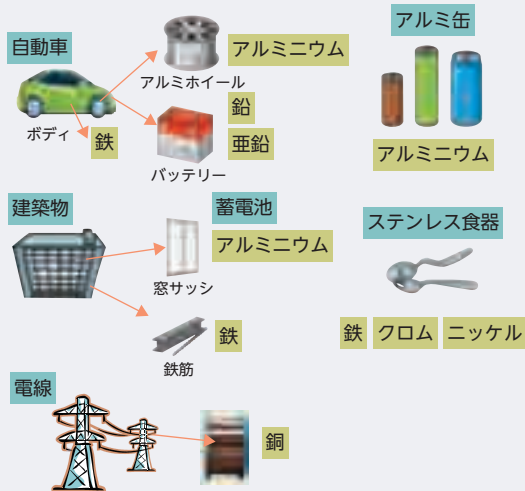 自動車
アルミニウム
アルミホイール
ボディ
鉄
鉛
亜鉛
バッテリー
アルミ缶
アルミニウム
建築物
蓄電池
アルミニウム
窓サッシ
鉄
鉄筋
ステンレス食器
鉄 クロム ニッケル
電線
銅